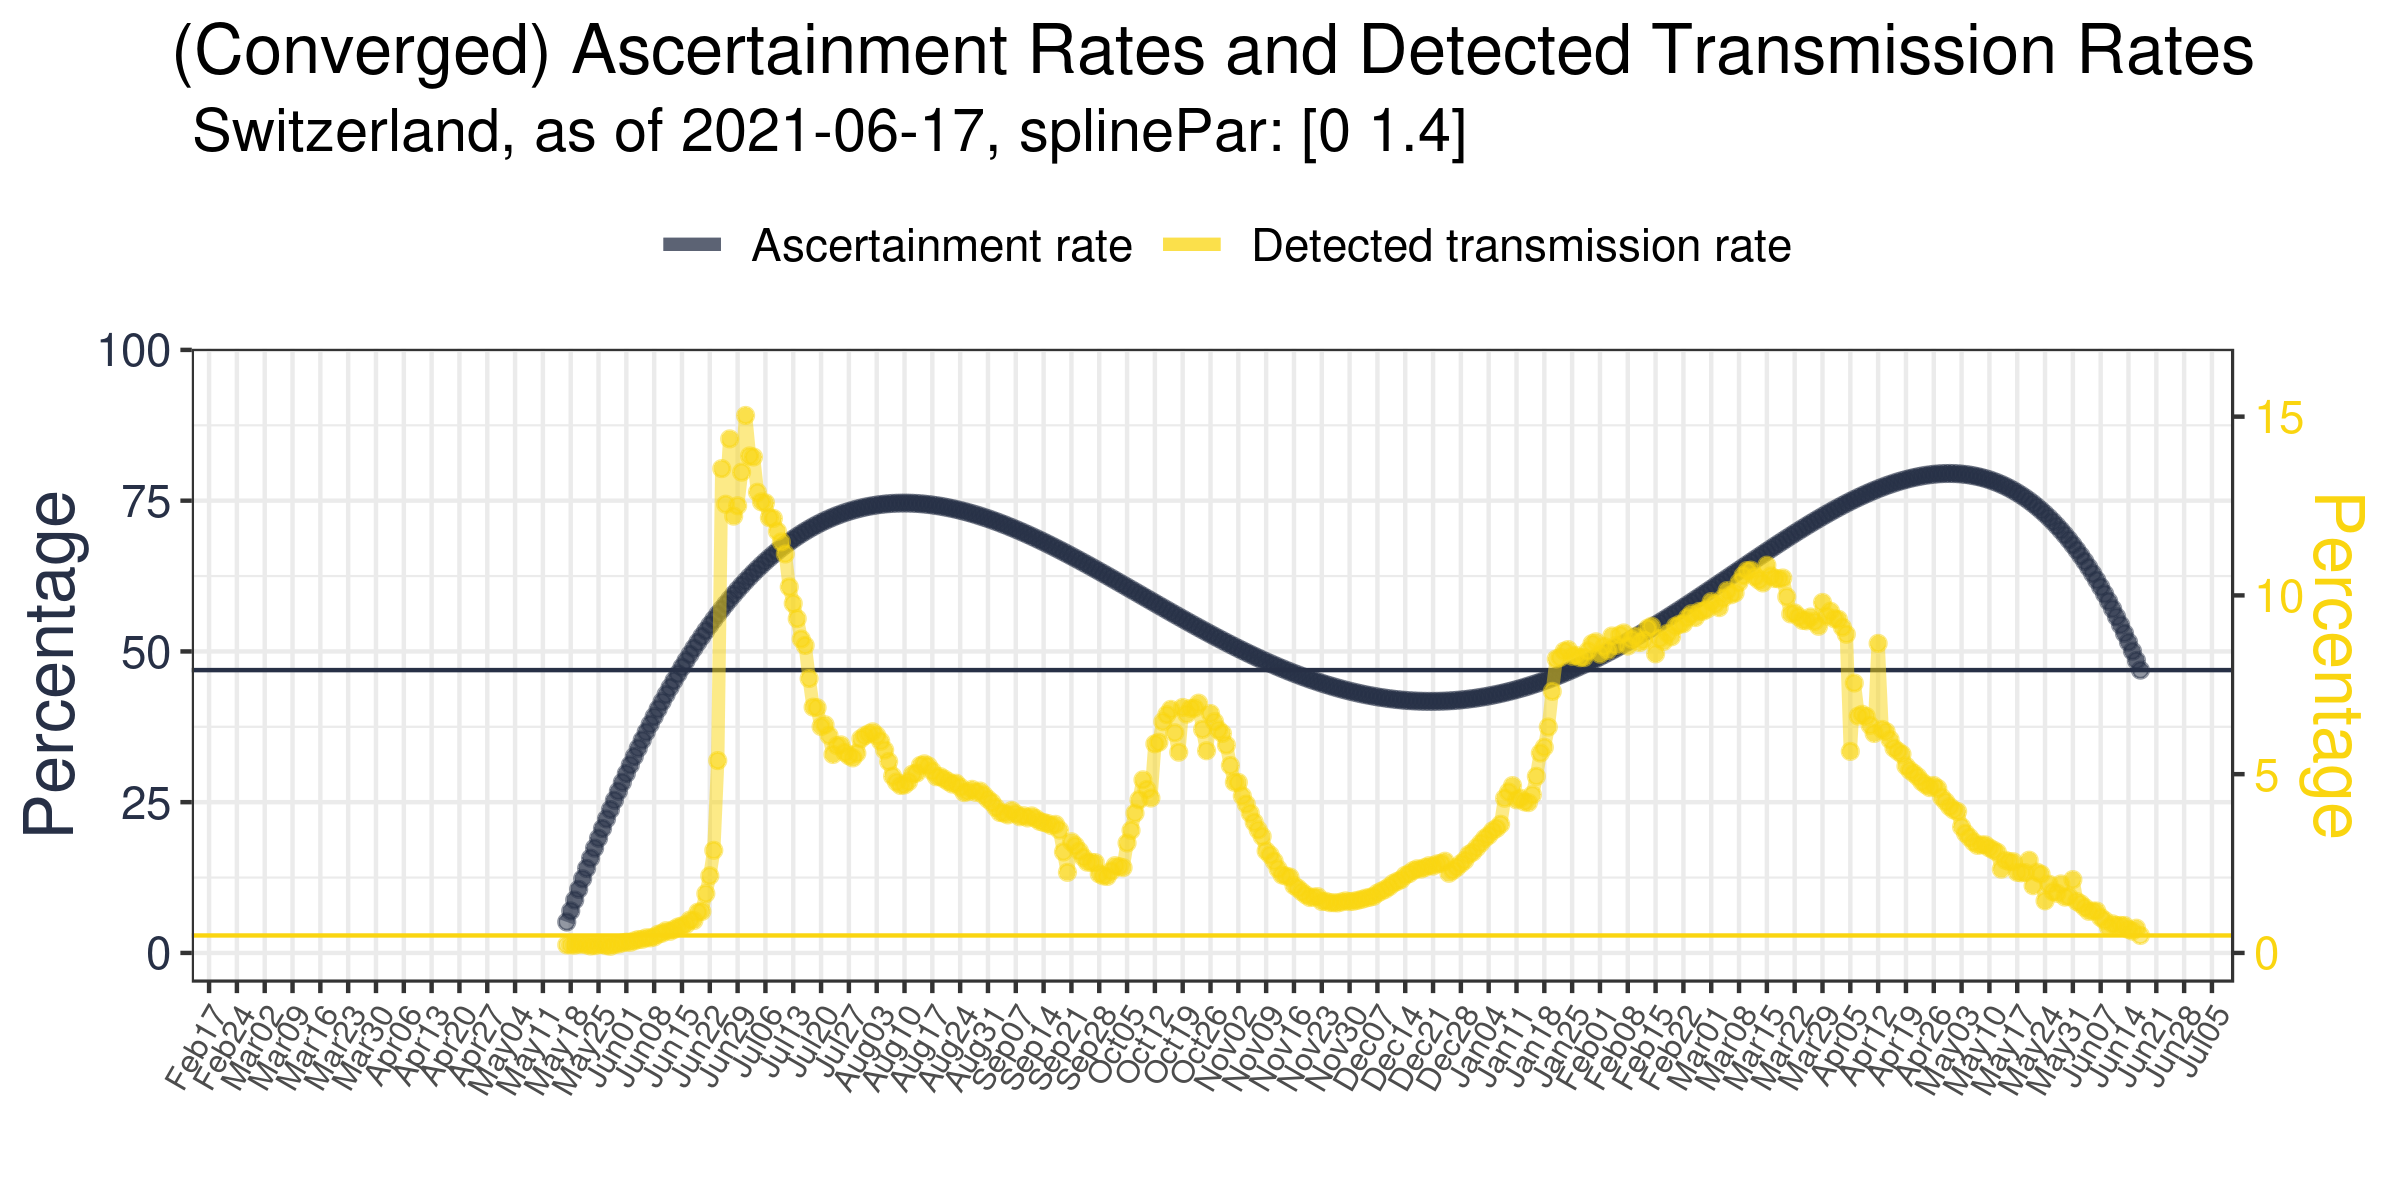 (Converged) Ascertainment Rates and Detected Transmission Rates
Switzerland, as of 2021-06-17, splinePar: [0 1.4]
Ascertainment rate Detected transmission rate
Percentage
100
75
50
25
0
15
10
5
0
Percentage
Feb17 Feb24 Mar02 Mar09 Mar16 Mar23 Mar30 Apr06 Apr13 Apr20 Apr27 May04 May11 May18 May25 Jun01 Jun08 Jun15 Jun22 Jun29 Jul06 Jul13 Jul20 Jul27 Aug03 Aug10 Aug17 Aug24 Aug31 Sep07 Sep14 Sep21 Sep28 Oct05 Oct12 Oct19 Oct26 Nov02 Nov09 Nov16 Nov23 Nov30 Dec07 Dec14 Dec21 Dec28 Jan04 Jan11 Jan18 Jan25 Feb01 Feb08 Feb15 Feb22 Mar01 Mar08 Mar15 Mar22 Mar29 Apr05 Apr12 Apr19 Apr26 May03 May10 May17 May24 May31 Jun07 Jun14 Jun21 Jun28 Jul05